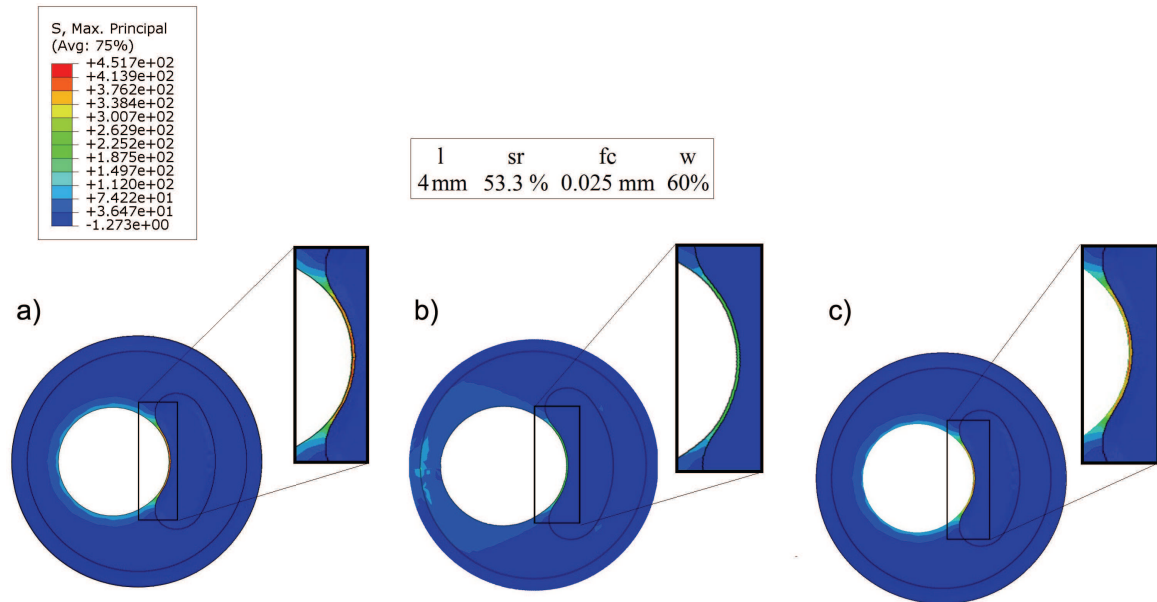 S, Max. Principal
(Avg: 75%)
+4.517e+02
+4.139e+02
+3.762e+02
+3.384e+02
+3.007e+02
+2.629e+02
+2.252e+02
+1.875e+02
+1.497e+02
+1.120e+02
+7.422e+01
+3.647e+01
-1.273e+00
l sr fc w
4 mm 53.3 % 0.025 mm 60%
a)
b)
c)